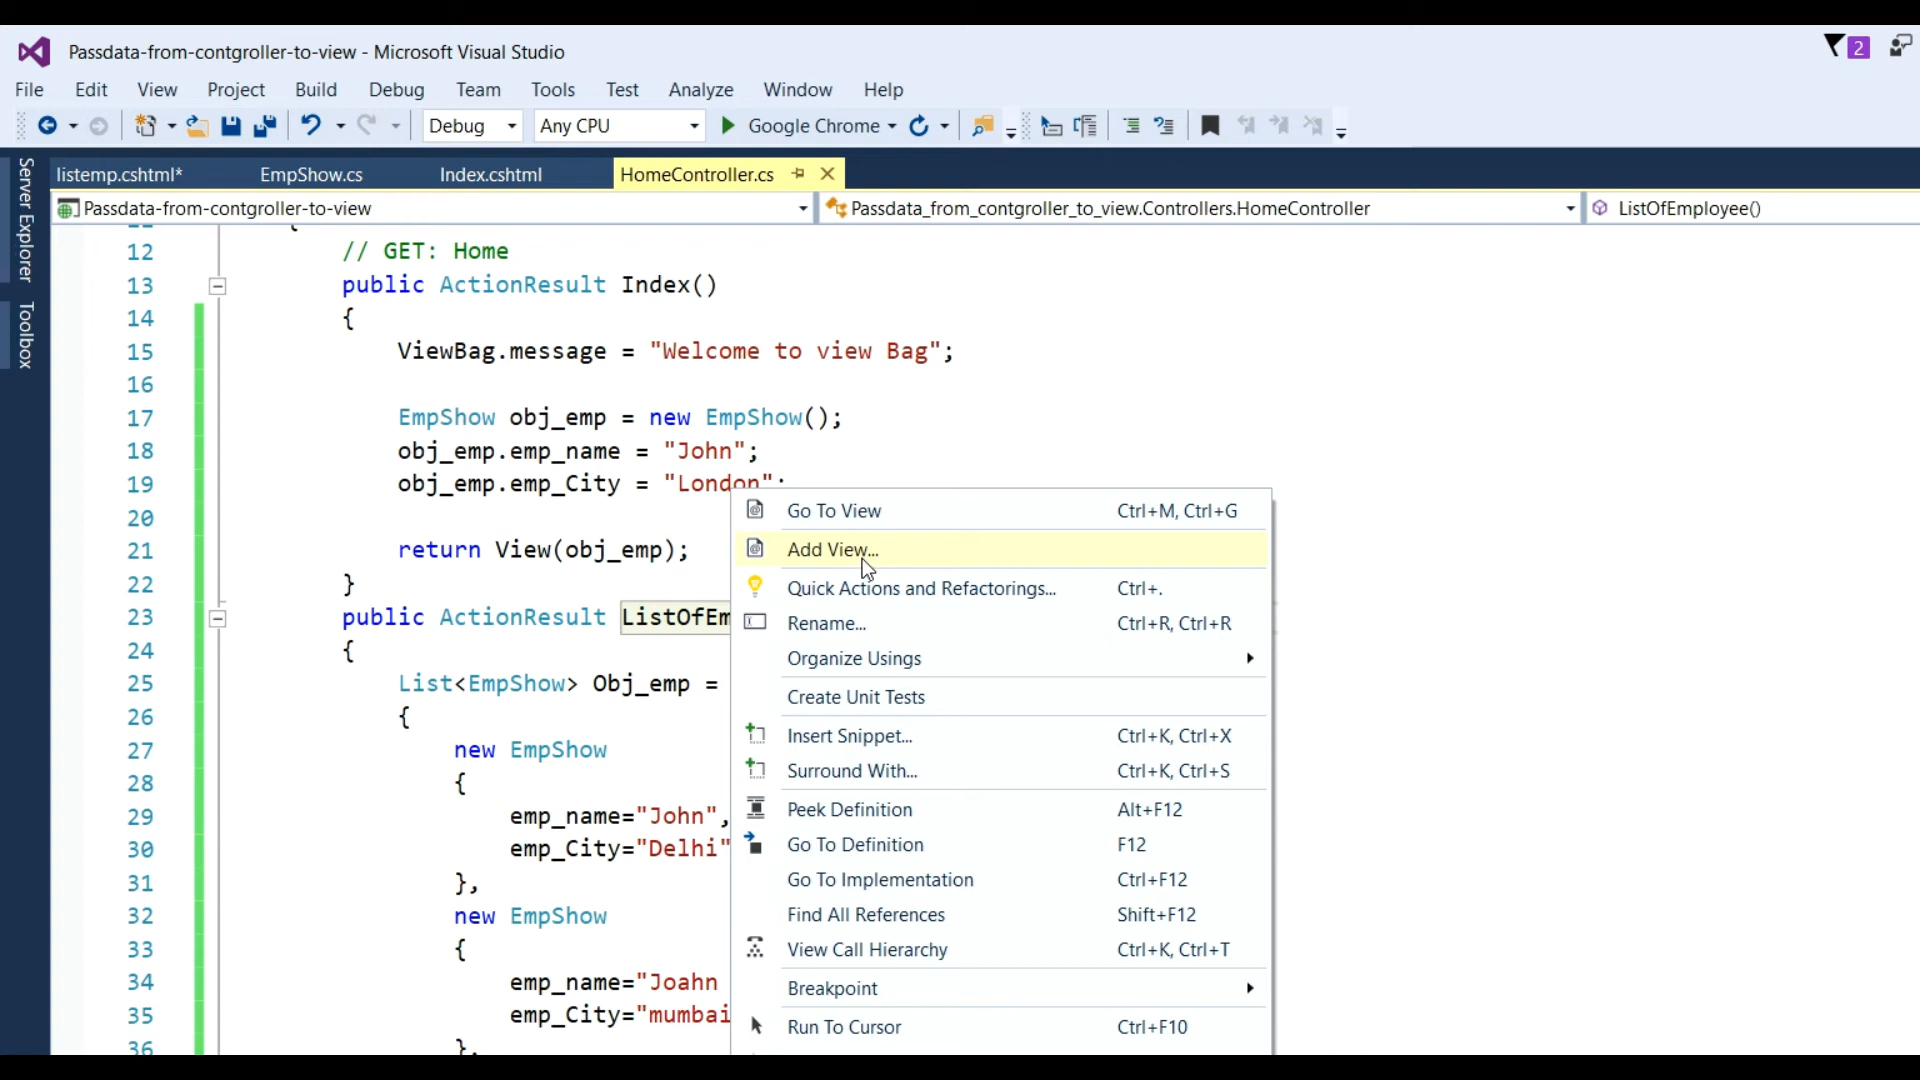 Passdata-from-contgroller-to-view - Microsoft Visual Studio
2
File Edit View Project Build Debug Team Tools Test Analyze Window Help
Debug Any CPU Google Chrome
Server Explorer
Toolbox
listemp.cshtml* EmpShow.cs Index.cshtml HomeController.cs
Passdata-from-contgroller-to-view Passdata_from_contgroller_to_view.Controllers.HomeController ListOfEmployee()
12 // GET: Home
13 public ActionResult Index()
14 {
15 ViewBag.message = "Welcome to view Bag";
16
17 EmpShow obj_emp = new EmpShow();
18 obj_emp.emp_name = "John";
19 obj_emp.emp_City = "London";
20
21 return View(obj_emp);
22 }
23 public ActionResult ListOfEm
24 {
25 List<EmpShow> Obj_emp =
26 {
27 new EmpShow
28 {
29 emp_name="John",
30 emp_City="Delhi"
31 },
32 new EmpShow
33 {
34 emp_name="Joahn
35 emp_City="mumbai
36 },
Go To View Ctrl+M, Ctrl+G
Add View...
Quick Actions and Refactorings... Ctrl+.
Rename... Ctrl+R, Ctrl+R
Organize Usings
Create Unit Tests
Insert Snippet... Ctrl+K, Ctrl+X
Surround With... Ctrl+K, Ctrl+S
Peek Definition Alt+F12
Go To Definition F12
Go To Implementation Ctrl+F12
Find All References Shift+F12
View Call Hierarchy Ctrl+K, Ctrl+T
Breakpoint
Run To Cursor Ctrl+F10